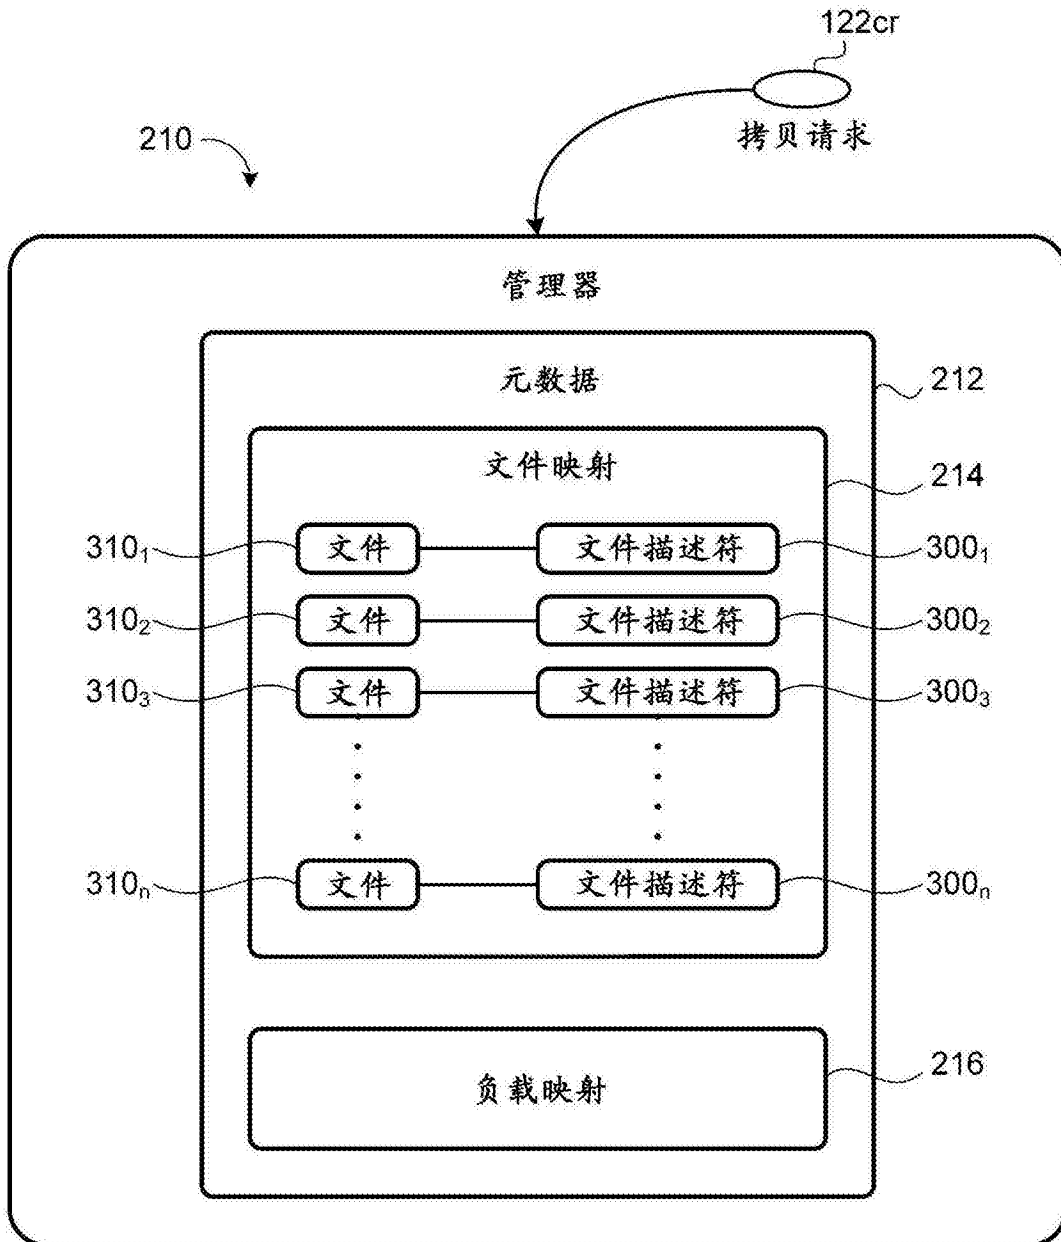 122cr
拷贝请求
210
管理器
元数据
212
文件映射
214
310₁ 文件 文件描述符 300₁
310₂ 文件 文件描述符 300₂
310₃ 文件 文件描述符 300₃
310ₙ 文件 文件描述符 300ₙ
负载映射
216